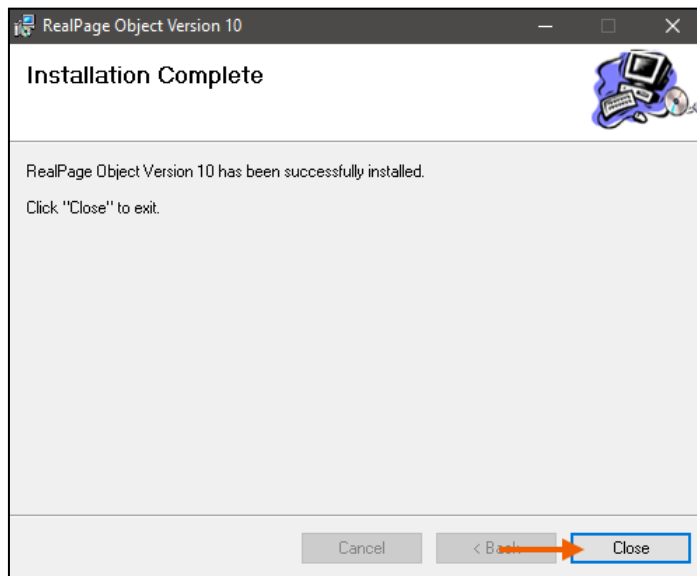 RealPage Object Version 10
Installation Complete
RealPage Object Version 10 has been successfully installed.
Click "Close" to exit.
Cancel
< Back
Close